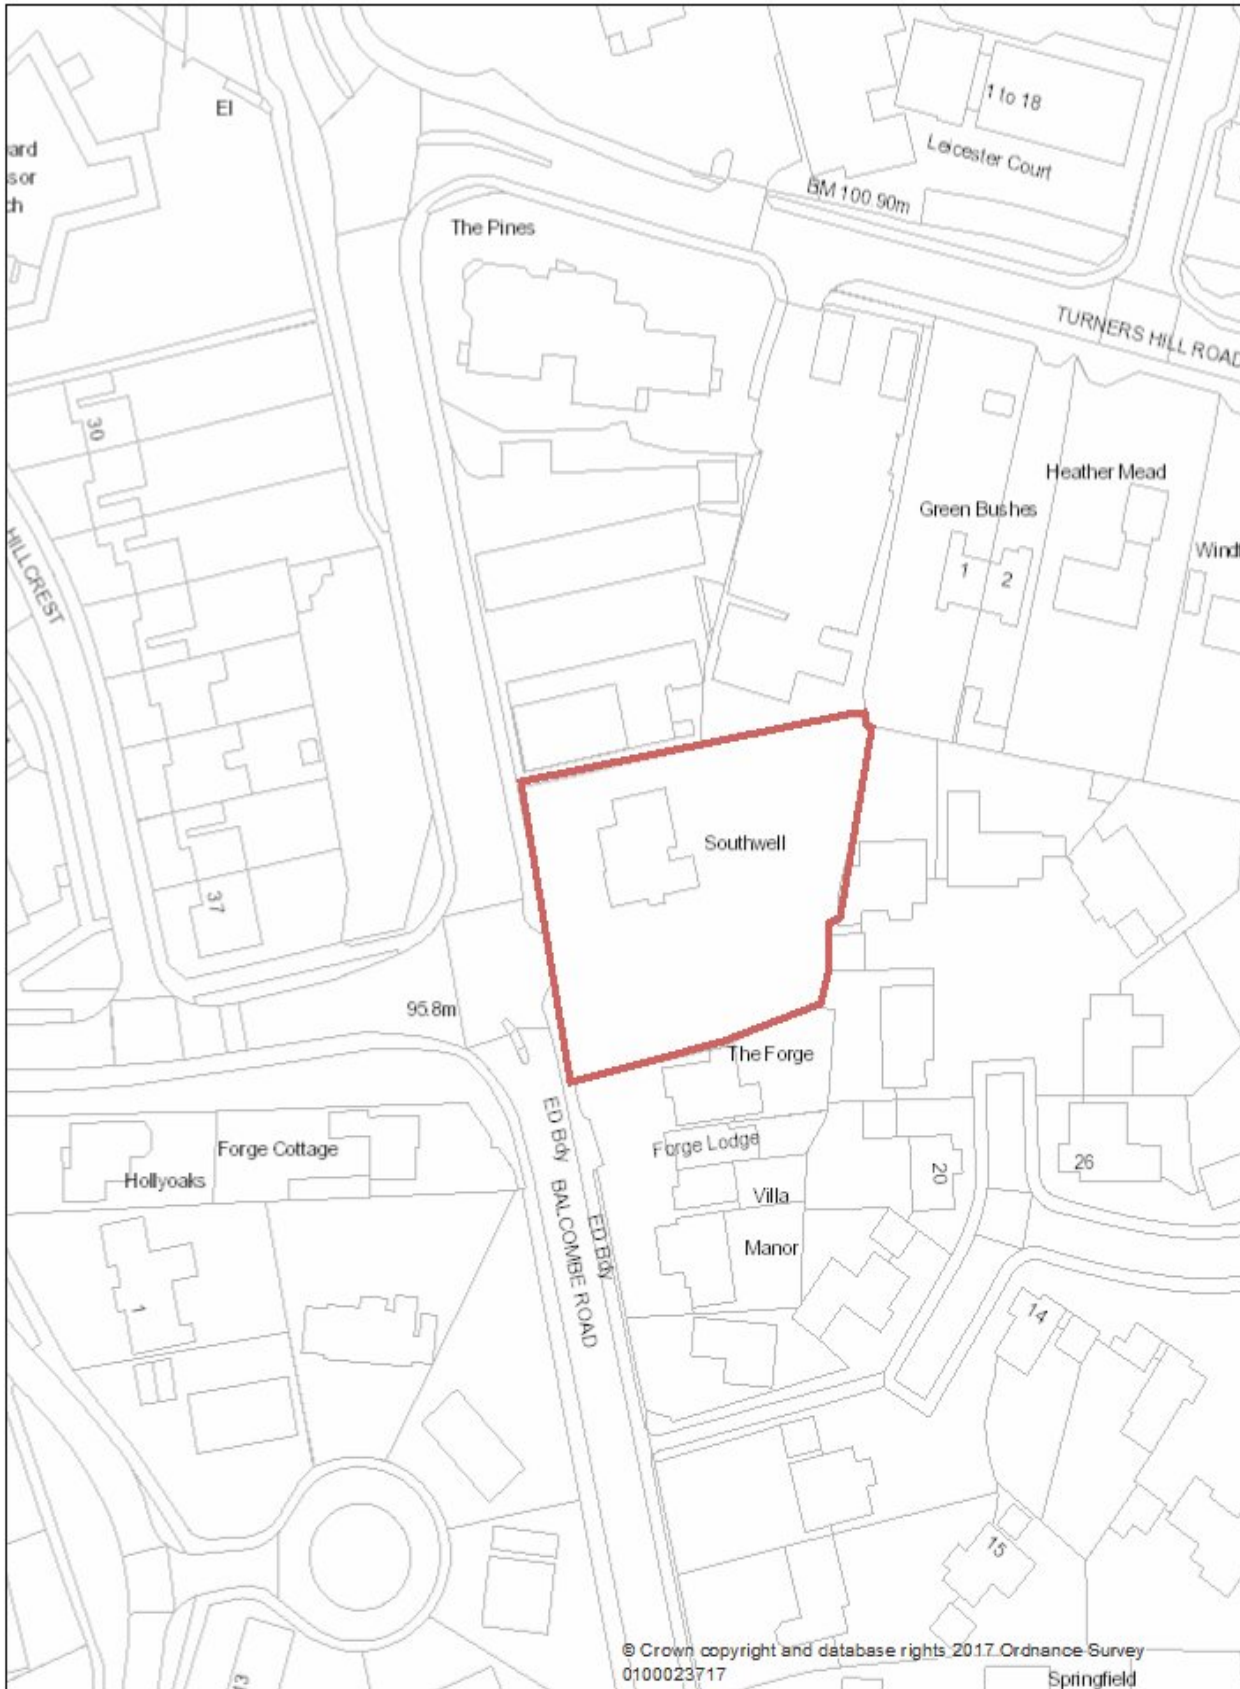 El
ard
sor
ch
1 to 18
Leicester Court
BM 100.90m
The Pines
TURNERS HILL ROAD
30
Heather Mead
Green Bushes
1
2
HILLCREST
Southwell
37
95.8m
The Forge
ED Bdy
Forge Cottage
Forge Lodge
Hollyoaks
Villa
20
26
Manor
BALCOMBE ROAD
ED Bdy
1
14
15
© Crown copyright and database rights 2017 Ordnance Survey
0100023717
Springfield